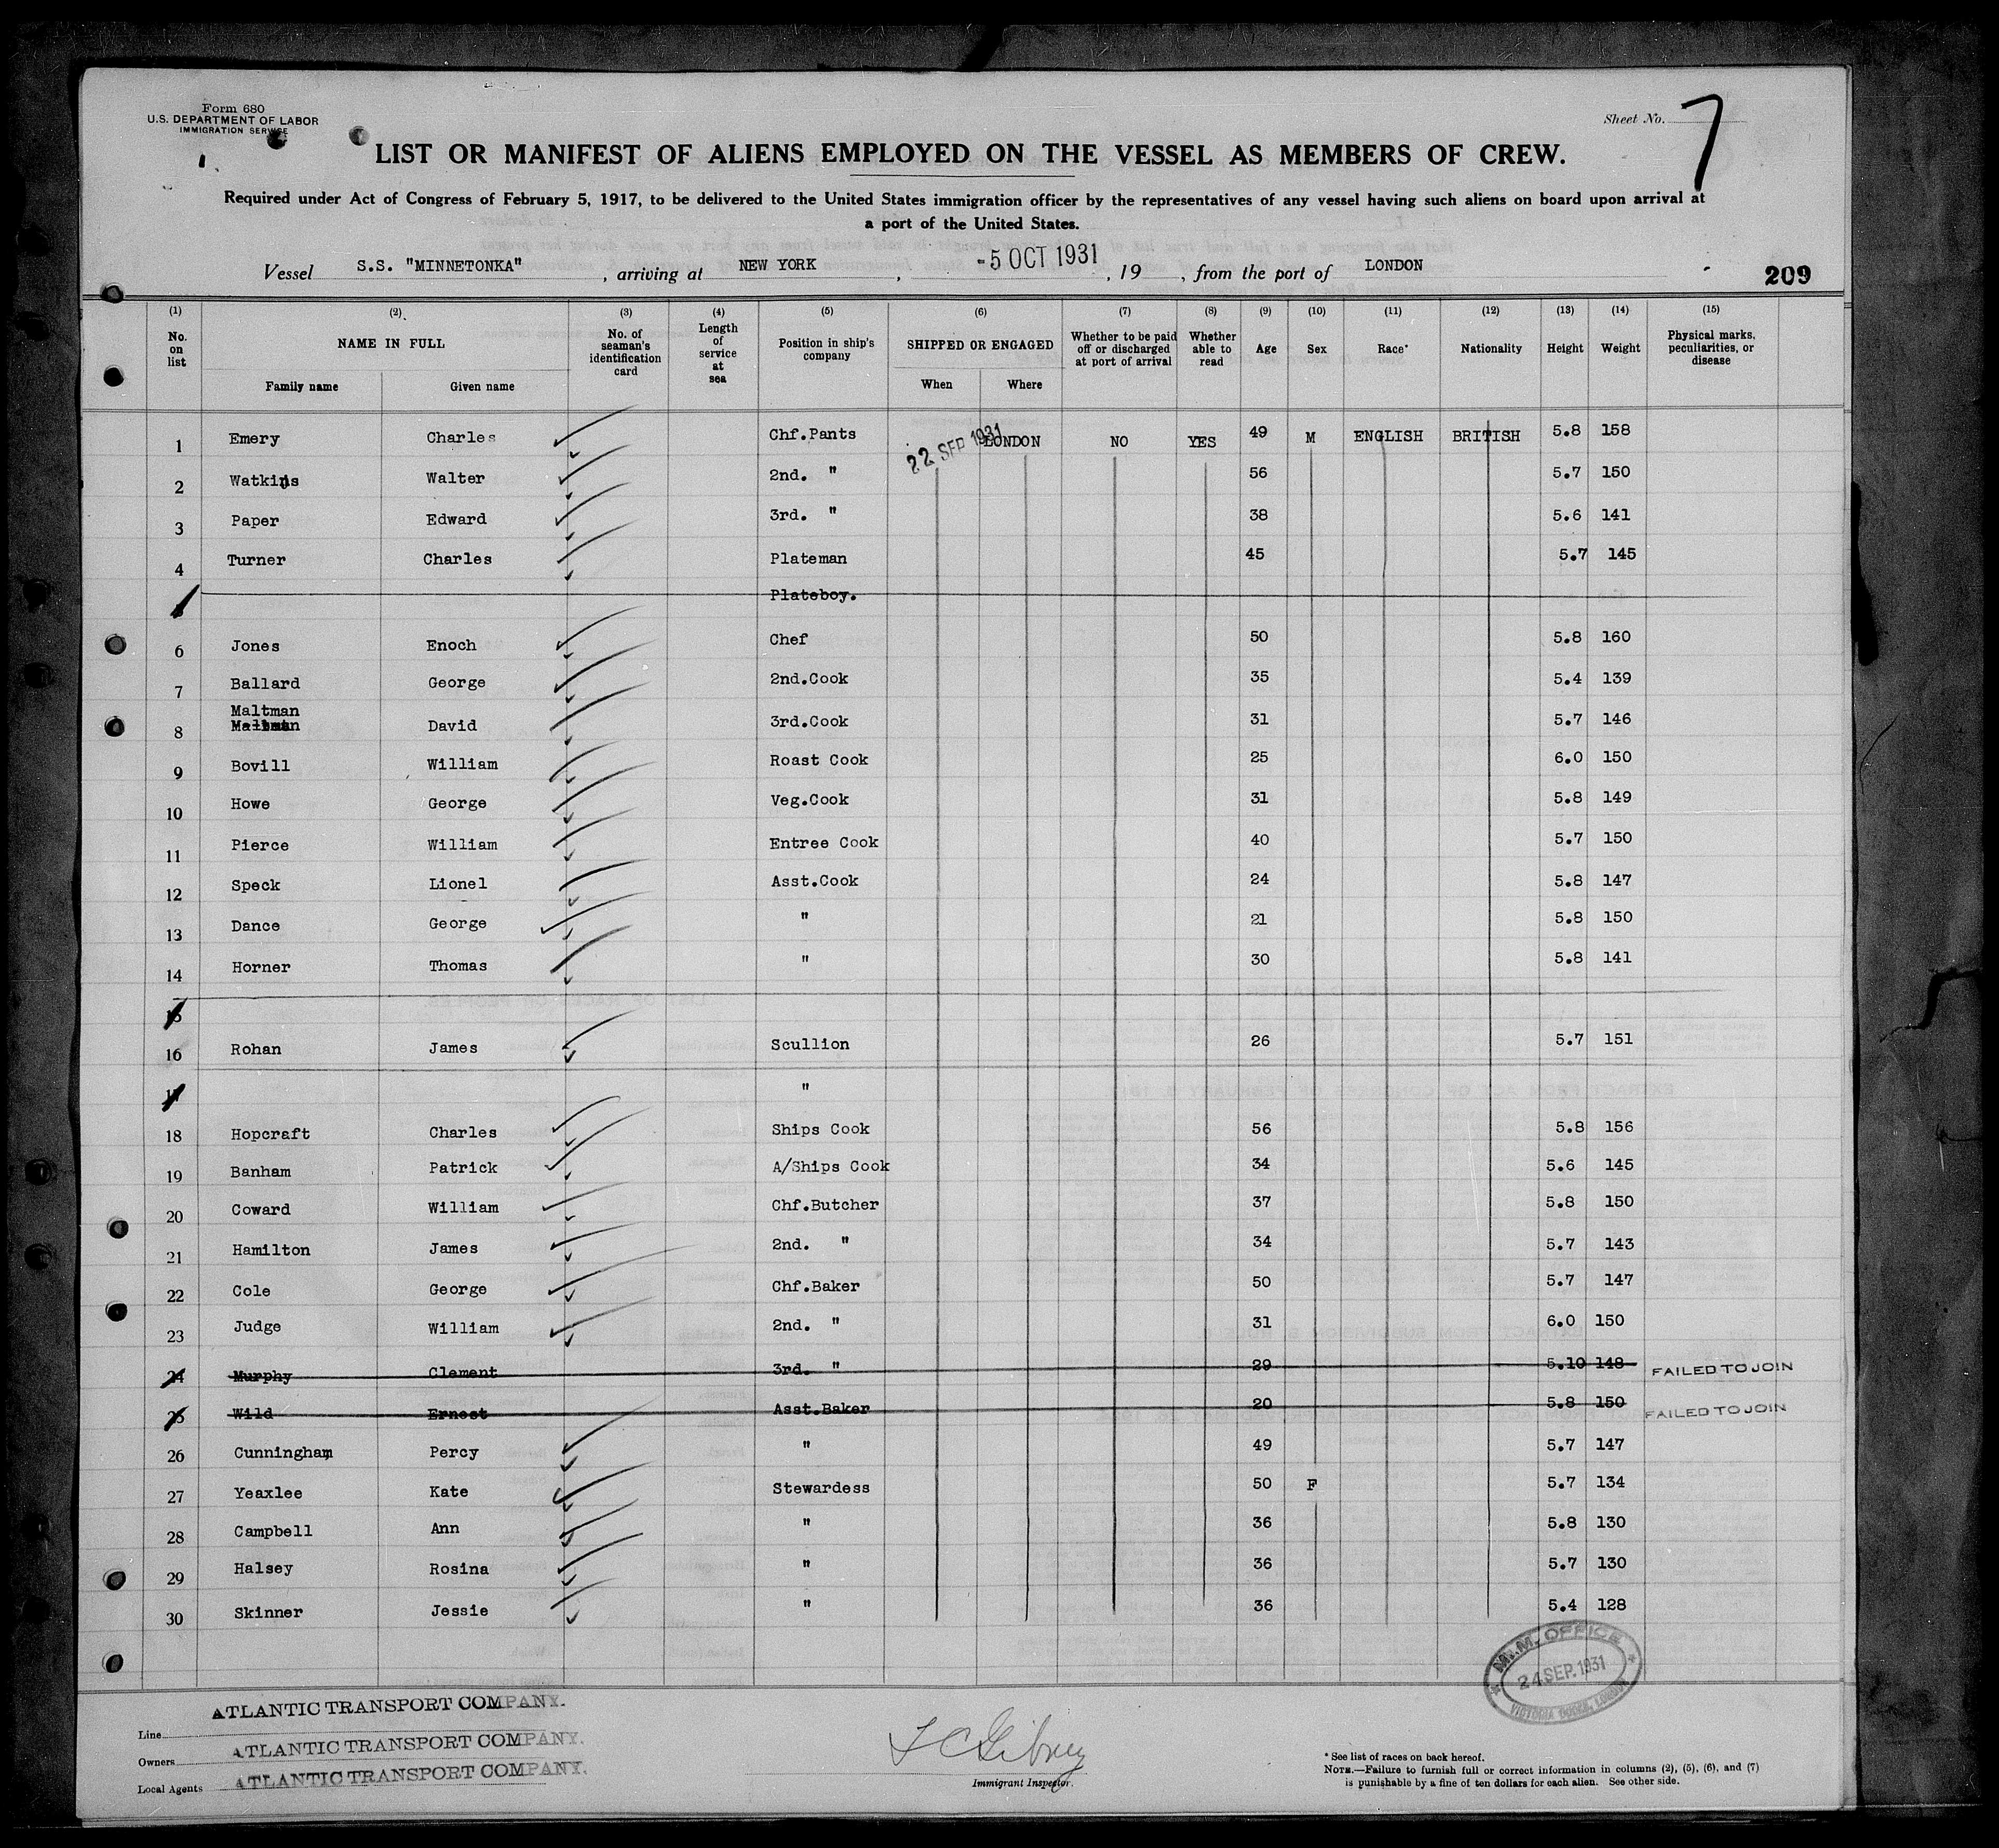 Form 680
U.S. DEPARTMENT OF LABOR
IMMIGRATION SERVICE
Sheet No. 7
LIST OR MANIFEST OF ALIENS EMPLOYED ON THE VESSEL AS MEMBERS OF CREW.
Required under Act of Congress of February 5, 1917, to be delivered to the United States immigration officer by the representatives of any vessel having such aliens on board upon arrival at
a port of the United States.
Vessel S.S. "MINNETONKA" , arriving at NEW YORK , -5 OCT 1931 , 19 , from the port of LONDON
209
(1) No. on list (2) NAME IN FULL Family name Given name (3) No. of seaman's identification card (4) Length of service at sea (5) Position in ship's company (6) SHIPPED OR ENGAGED When Where (7) Whether to be paid off or discharged at port of arrival (8) Whether able to read (9) Age (10) Sex (11) Race* (12) Nationality (13) Height (14) Weight (15) Physical marks, peculiarities, or disease
1 Emery Charles Chf.Pants 22 SEP 1931 LONDON NO YES 49 M ENGLISH BRITISH 5.8 158
2 Watkins Walter 2nd. " 56 5.7 150
3 Paper Edward 3rd. " 38 5.6 141
4 Turner Charles Plateman 45 5.7 145
5 Plateboy.
6 Jones Enoch Chef 50 5.8 160
7 Ballard George 2nd.Cook 35 5.4 139
Maltman
8 David 3rd.Cook 31 5.7 146
9 Bovill William Roast Cook 25 6.0 150
10 Howe George Veg.Cook 31 5.8 149
11 Pierce William Entree Cook 40 5.7 150
12 Speck Lionel Asst.Cook 24 5.8 147
13 Dance George " 21 5.8 150
14 Horner Thomas " 30 5.8 141
15
16 Rohan James Scullion 26 5.7 151
17 "
18 Hopcraft Charles Ships Cook 56 5.8 156
19 Banham Patrick A/Ships Cook 34 5.6 145
20 Coward William Chf.Butcher 37 5.8 150
21 Hamilton James 2nd. " 34 5.7 143
22 Cole George Chf.Baker 50 5.7 147
23 Judge William 2nd. " 31 6.0 150
24 Murphy Clement 3rd. " 29 5.10 148 FAILED TO JOIN
25 Wild Ernest Asst.Baker 20 5.8 150 FAILED TO JOIN
26 Cunningham Percy " 49 5.7 147
27 Yeaxlee Kate Stewardess 50 F 5.7 134
28 Campbell Ann " 36 5.8 130
29 Halsey Rosina " 36 5.7 130
30 Skinner Jessie " 36 5.4 128
M.M. OFFICE
24 SEP. 1931
VICTORIA DOCKS, LONDON
Line ATLANTIC TRANSPORT COMPANY.
Owners ATLANTIC TRANSPORT COMPANY.
Local Agents ATLANTIC TRANSPORT COMPANY.
Immigrant Inspector.
* See list of races on back hereof.
NOTE.—Failure to furnish full or correct information in columns (2), (5), (6), and (7)
is punishable by a fine of ten dollars for each alien. See other side.